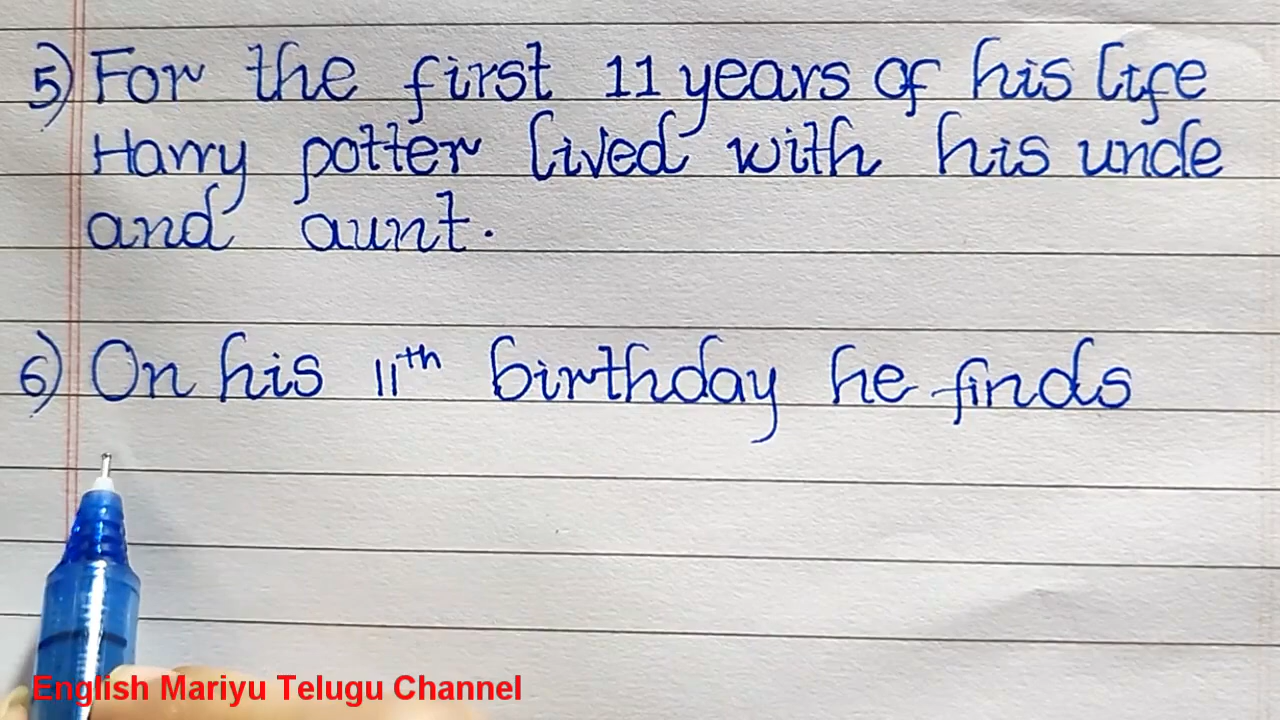 5) For the first 11 years of his life
Harry potter lived with his uncle
and aunt.
6) On his 11th birthday he finds
English Mariyu Telugu Channel